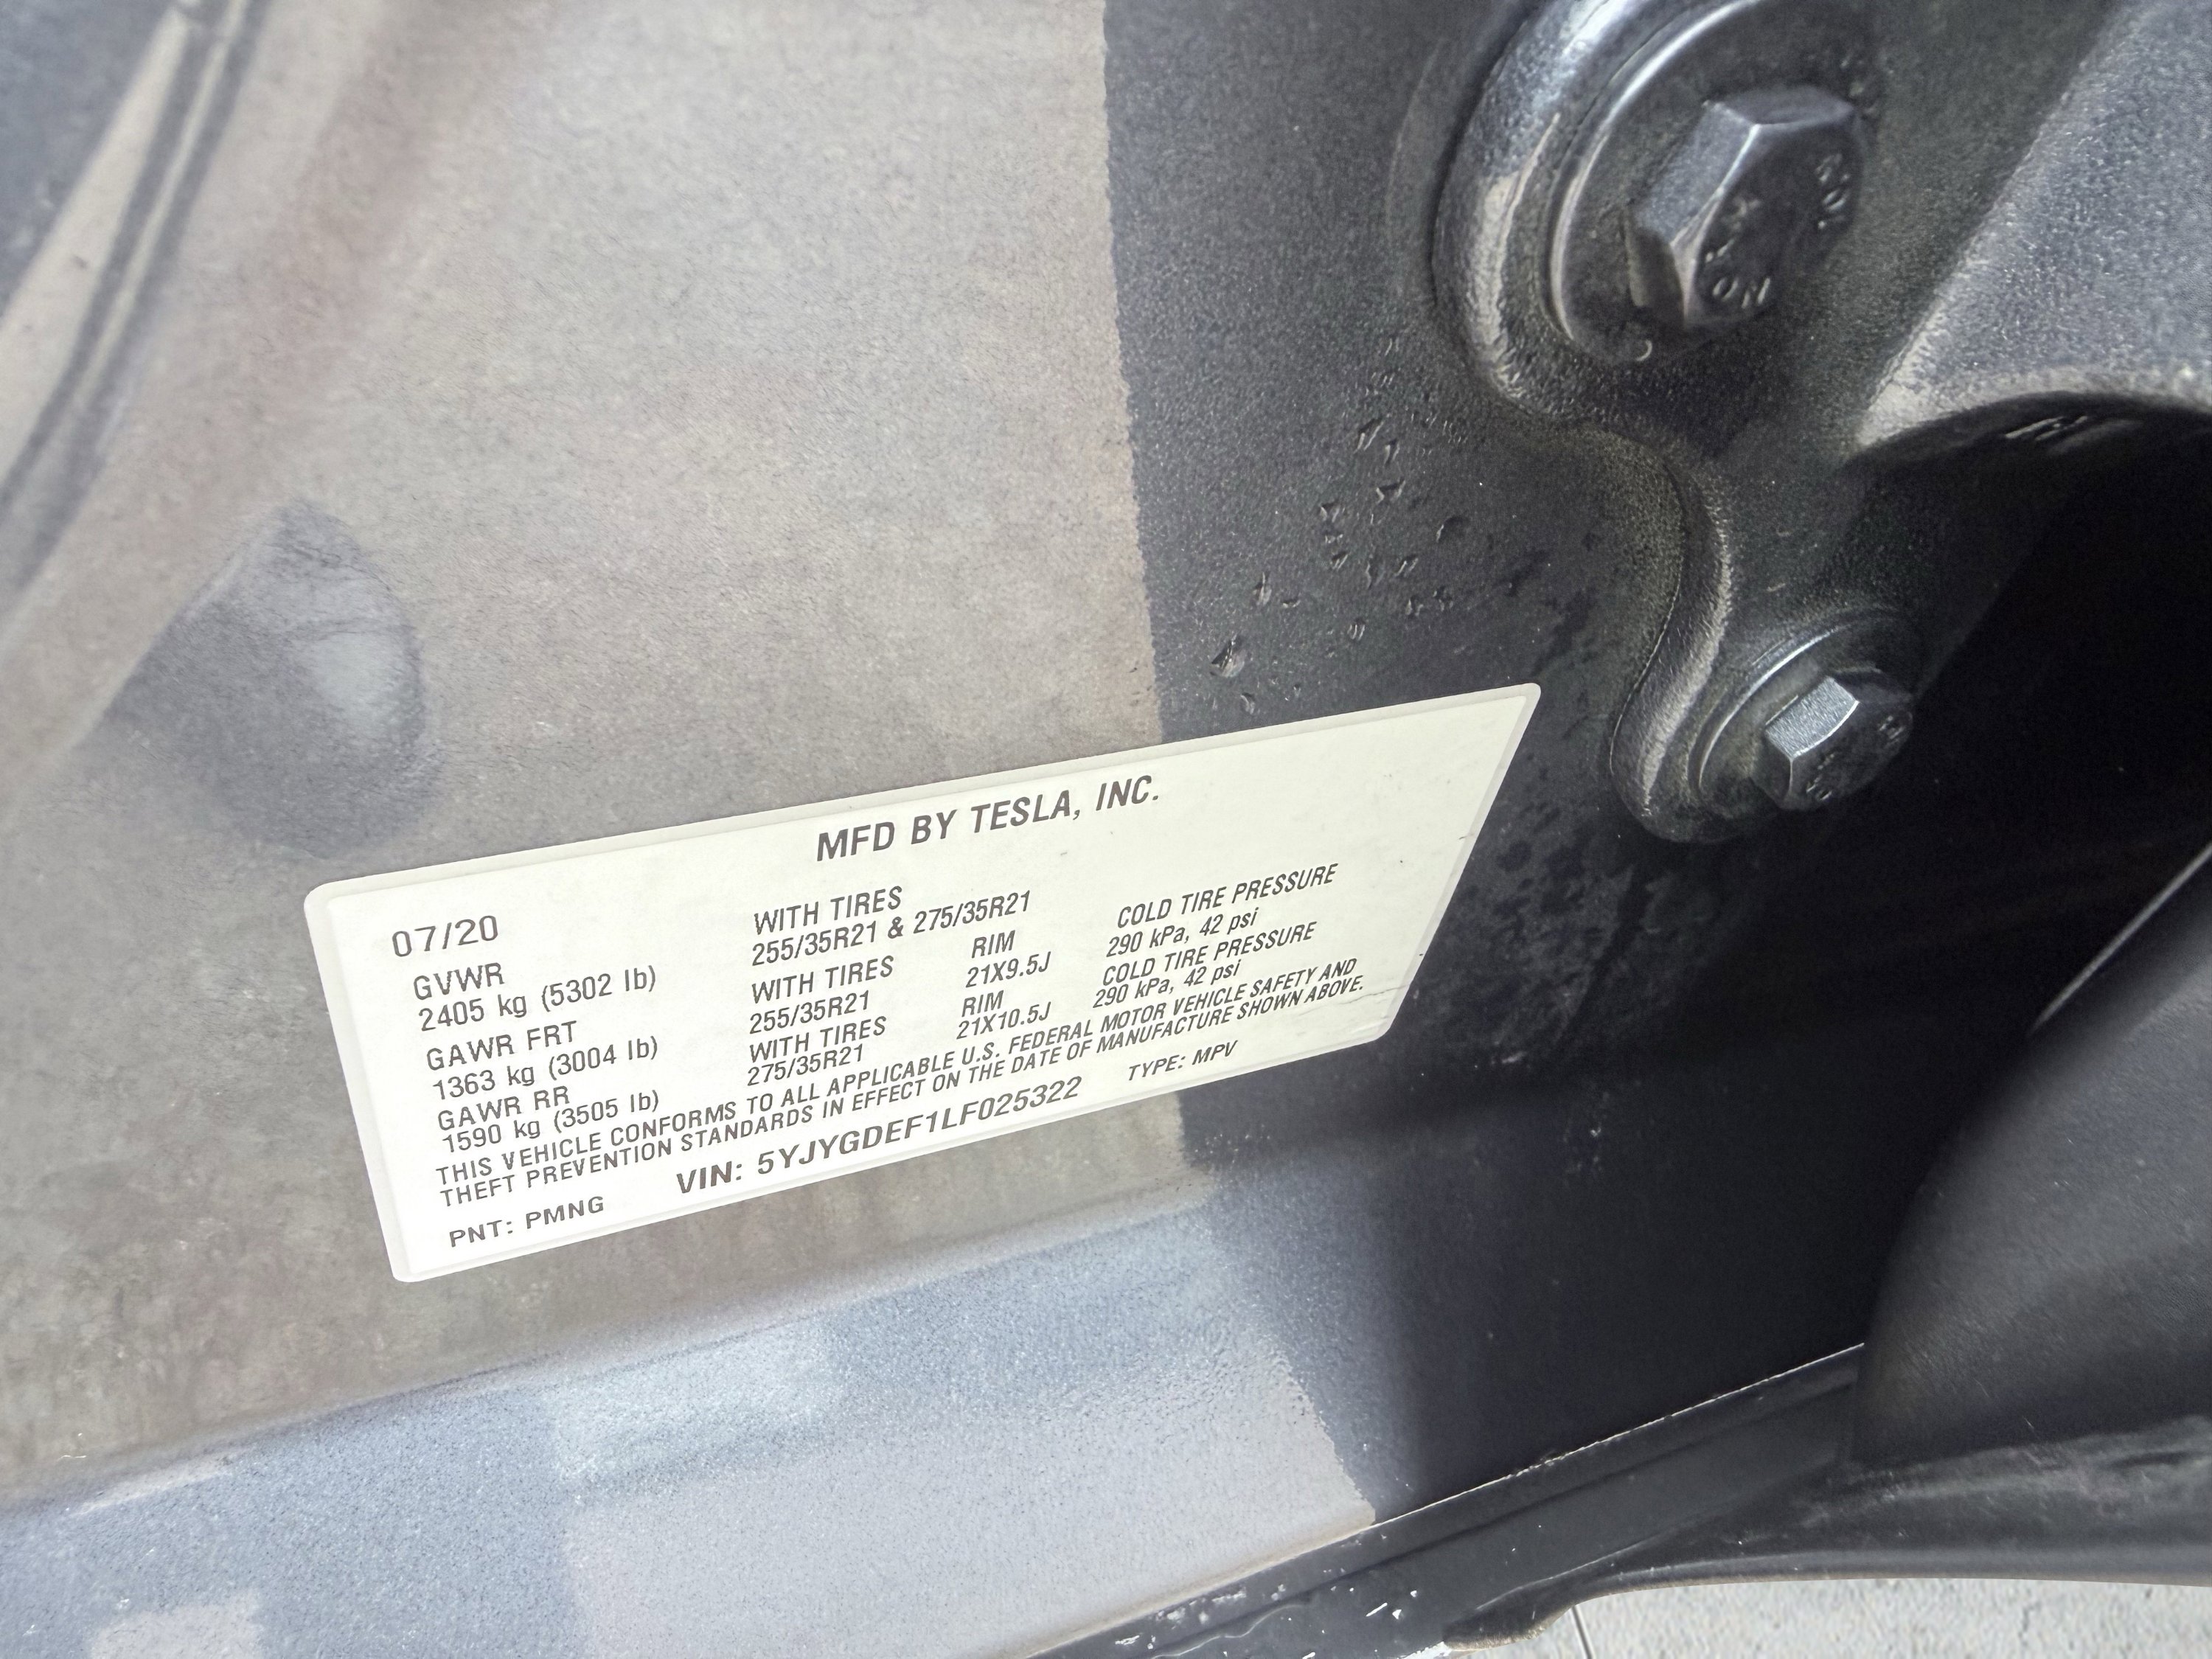 MFD BY TESLA, INC.
07/20
GVWR
2405 kg (5302 lb)
GAWR FRT
1363 kg (3004 lb)
GAWR RR
1590 kg (3505 lb)
WITH TIRES
255/35R21 & 275/35R21
WITH TIRES RIM
255/35R21 21X9.5J
WITH TIRES RIM
275/35R21 21X10.5J
COLD TIRE PRESSURE
290 kPa, 42 psi
COLD TIRE PRESSURE
290 kPa, 42 psi
THIS VEHICLE CONFORMS TO ALL APPLICABLE U.S. FEDERAL MOTOR VEHICLE SAFETY AND
THEFT PREVENTION STANDARDS IN EFFECT ON THE DATE OF MANUFACTURE SHOWN ABOVE.
PNT: PMNG VIN: 5YJYGDEF1LF025322 TYPE: MPV